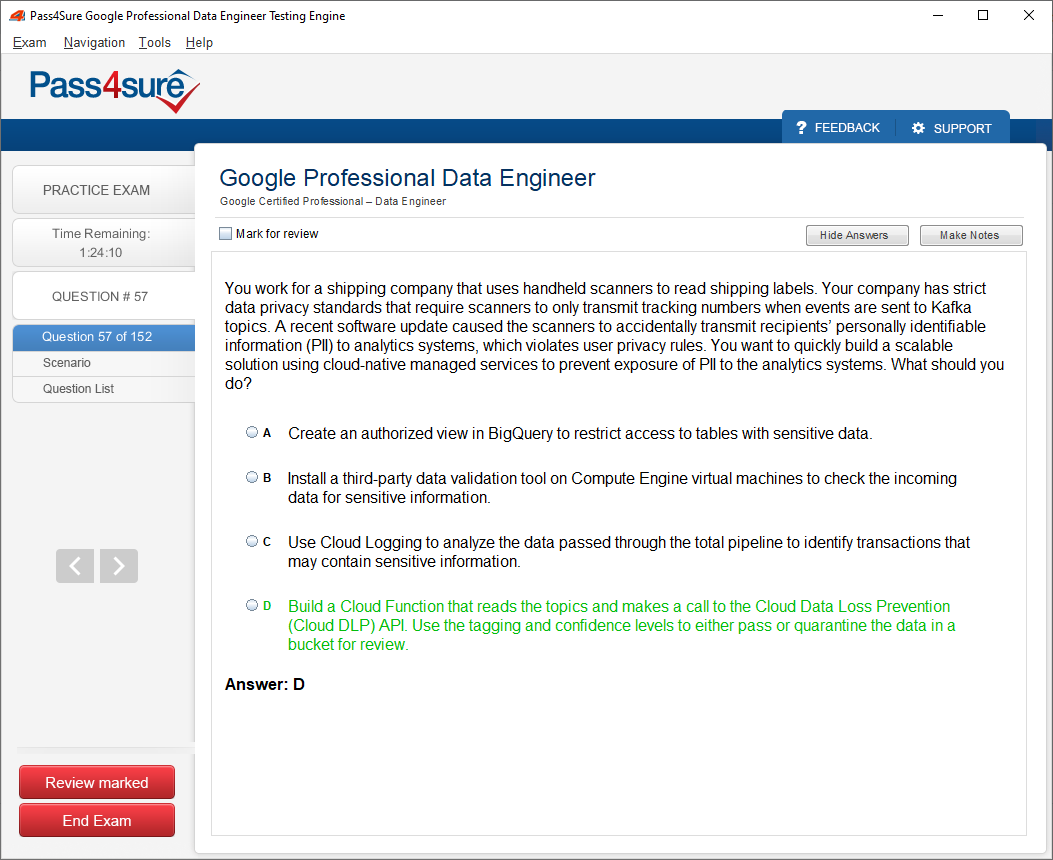 Pass4Sure Google Professional Data Engineer Testing Engine
Exam Navigation Tools Help
Pass4sure
? FEEDBACK SUPPORT
PRACTICE EXAM
Time Remaining:
1:24:10
QUESTION # 57
Question 57 of 152
Scenario
Question List
Google Professional Data Engineer
Google Certified Professional – Data Engineer
Mark for review
Hide Answers Make Notes
You work for a shipping company that uses handheld scanners to read shipping labels. Your company has strict
data privacy standards that require scanners to only transmit tracking numbers when events are sent to Kafka
topics. A recent software update caused the scanners to accidentally transmit recipients’ personally identifiable
information (PII) to analytics systems, which violates user privacy rules. You want to quickly build a scalable
solution using cloud-native managed services to prevent exposure of PII to the analytics systems. What should you
do?
A Create an authorized view in BigQuery to restrict access to tables with sensitive data.
B Install a third-party data validation tool on Compute Engine virtual machines to check the incoming
data for sensitive information.
C Use Cloud Logging to analyze the data passed through the total pipeline to identify transactions that
may contain sensitive information.
D Build a Cloud Function that reads the topics and makes a call to the Cloud Data Loss Prevention
(Cloud DLP) API. Use the tagging and confidence levels to either pass or quarantine the data in a
bucket for review.
Answer: D
Review marked
End Exam